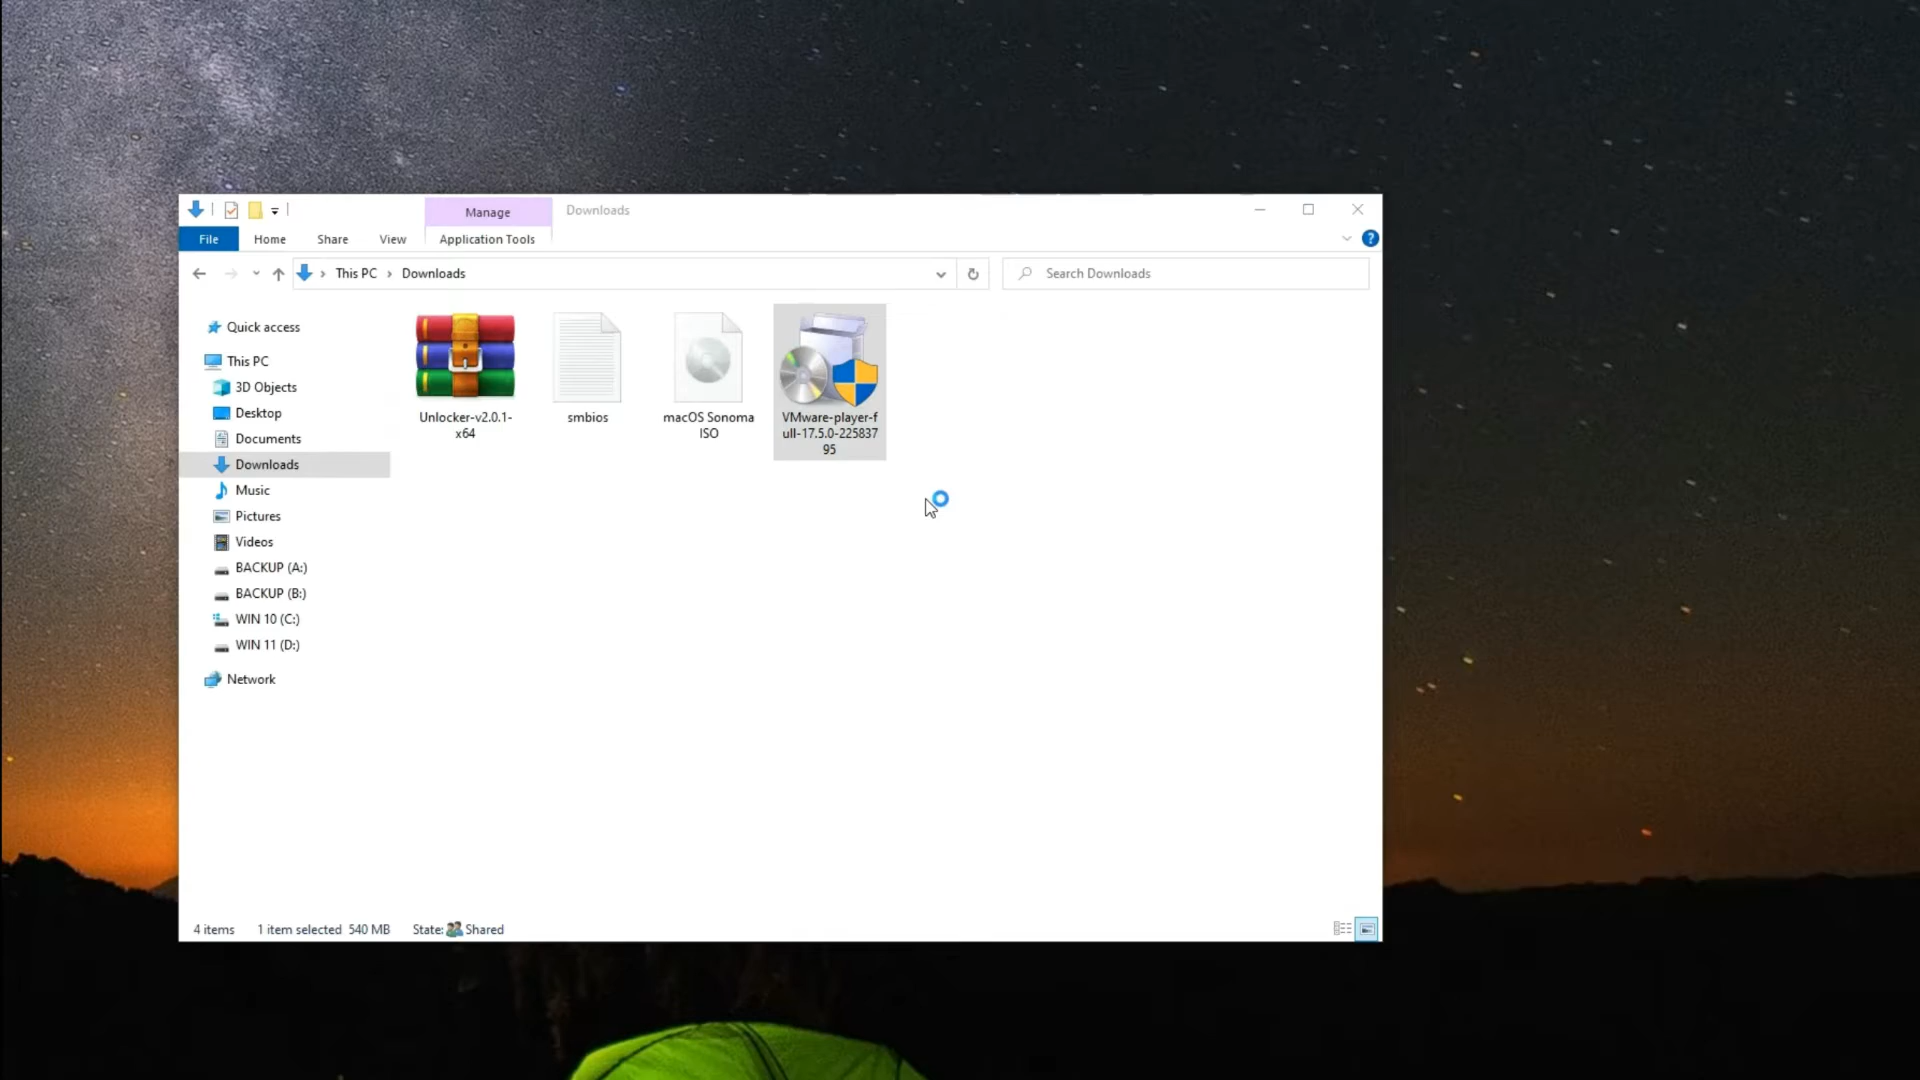 Manage
Downloads
File
Home
Share
View
Application Tools
This PC
Downloads
Search Downloads
Quick access
This PC
3D Objects
Desktop
Documents
Downloads
Music
Pictures
Videos
BACKUP (A:)
BACKUP (B:)
WIN 10 (C:)
WIN 11 (D:)
Network
Unlocker-v2.0.1-
x64
smbios
macOS Sonoma
ISO
VMware-player-f
ull-17.5.0-225837
95
4 items
1 item selected 540 MB
State: Shared